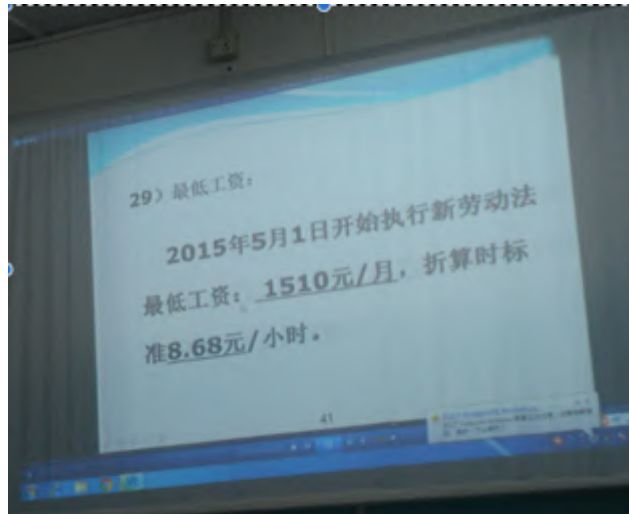 29）最低工资：
2015年5月1日开始执行新劳动法
最低工资：1510元/月，折算时标
准8.68元/小时。
41